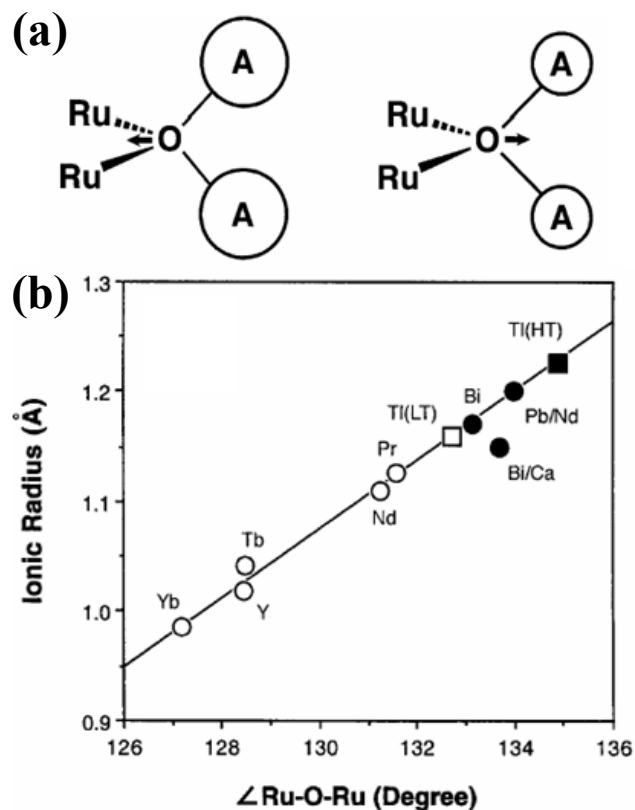 (a)
A A
Ru O Ru O
Ru Ru
A A
(b)
1.3
Tl(HT)
1.2
Bi
Tl(LT) Pb/Nd
Pr
Bi/Ca
1.1
Nd
Tb
Yb
Y
1.0
0.9
126 128 130 132 134 136
Ionic Radius (Å)
∠Ru-O-Ru (Degree)